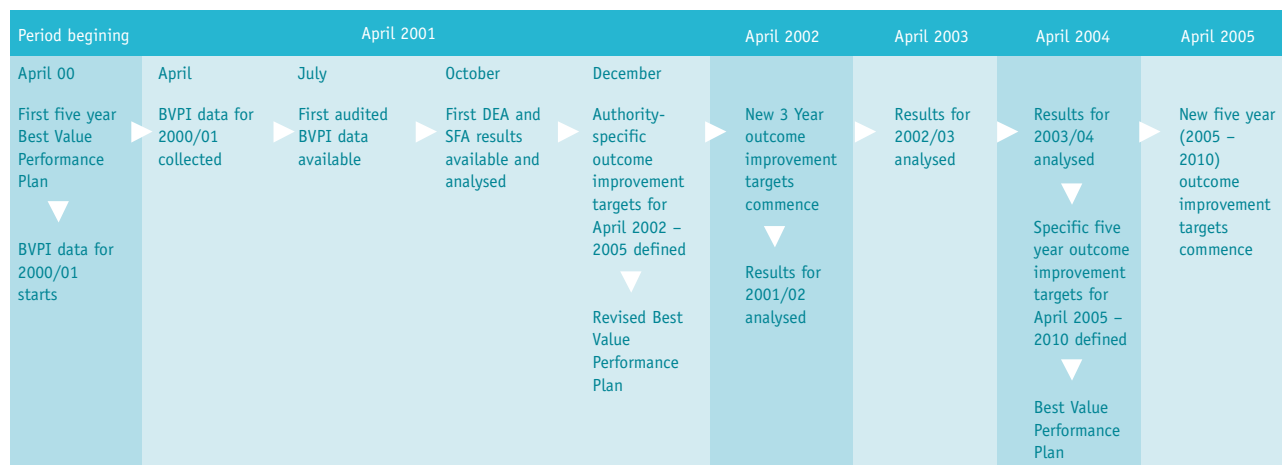 Period begining
April 2001
April 2002
April 2003
April 2004
April 2005
April 00
First five year
Best Value
Performance
Plan
BVPI data for
2000/01
starts
April
BVPI data for
2000/01
collected
July
First audited
BVPI data
available
October
First DEA and
SFA results
available and
analysed
December
Authority-
specific
outcome
improvement
targets for
April 2002 –
2005 defined
Revised Best
Value
Performance
Plan
New 3 Year
outcome
improvement
targets
commence
Results for
2001/02
analysed
Results for
2002/03
analysed
Results for
2003/04
analysed
Specific five
year outcome
improvement
targets for
April 2005 –
2010 defined
Best Value
Performance
Plan
New five year
(2005 –
2010)
outcome
improvement
targets
commence